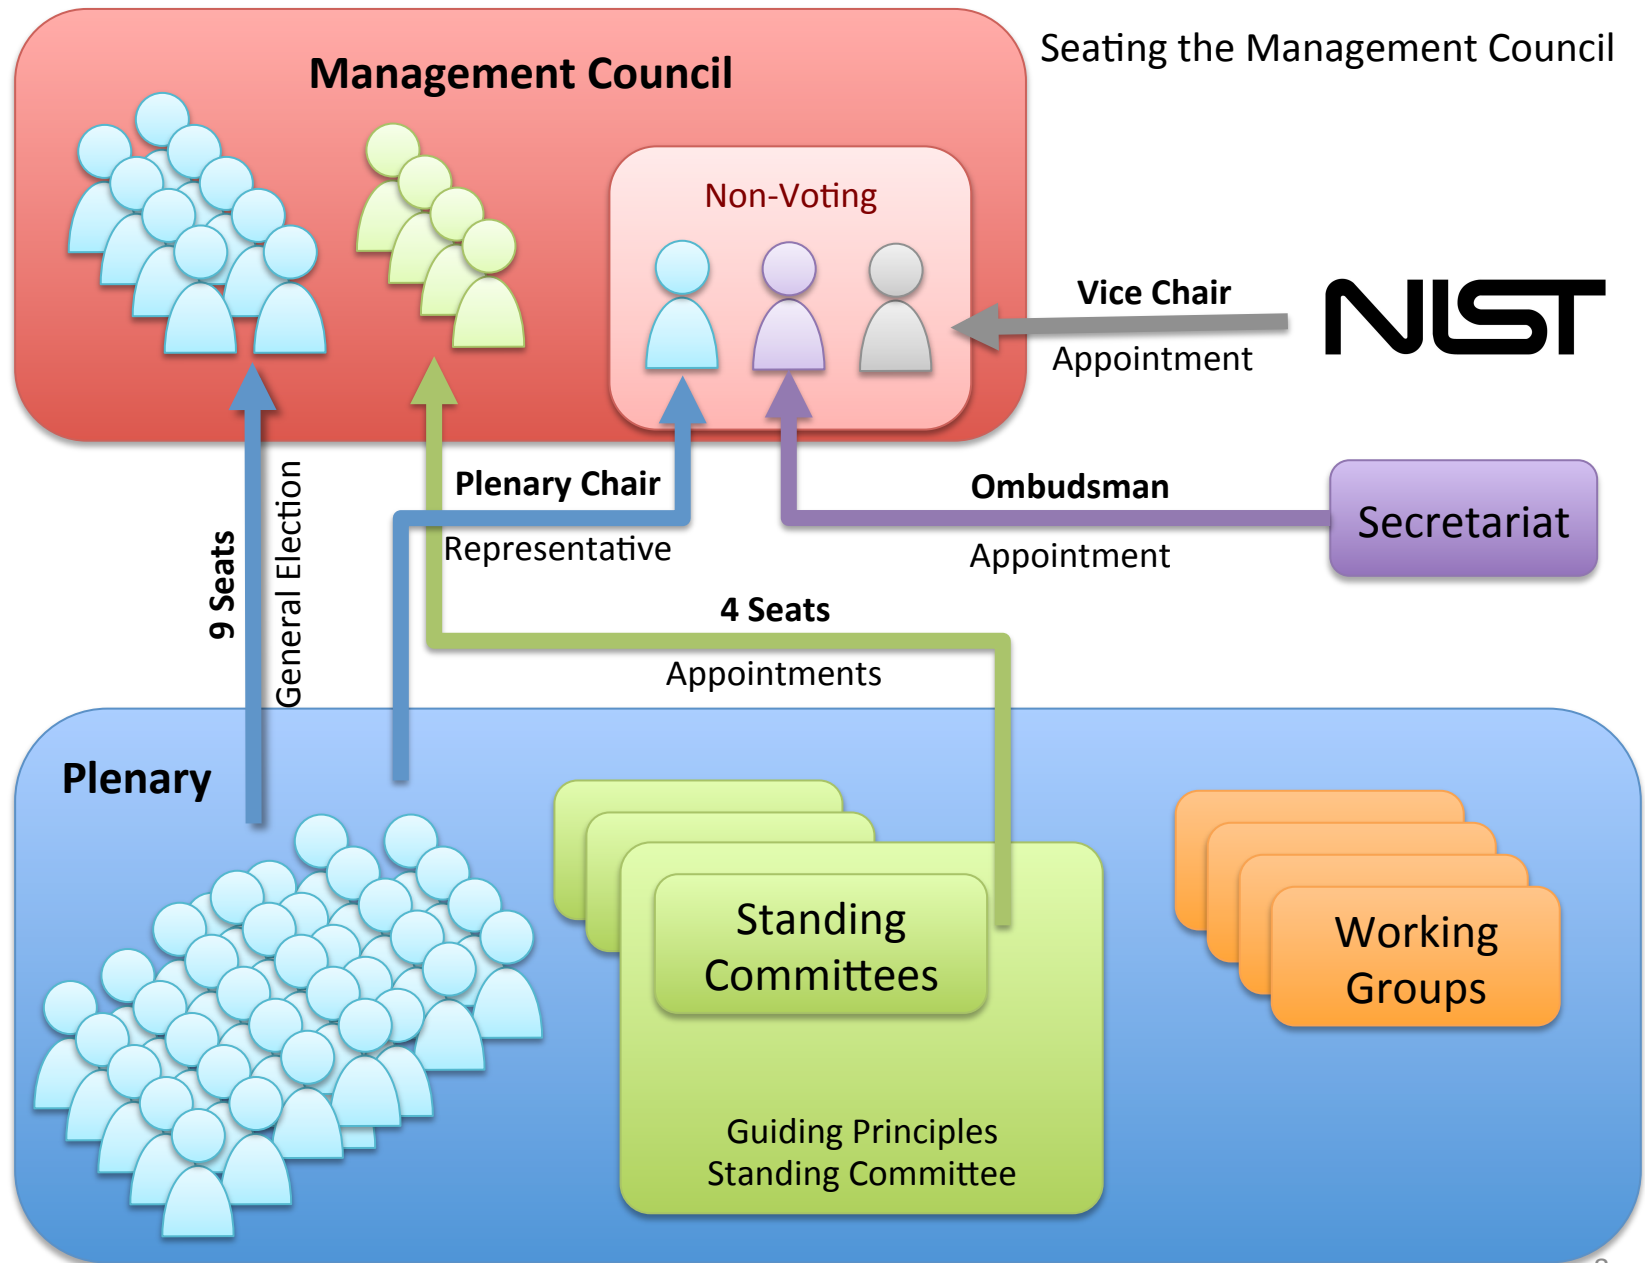 Seating the Management Council
Management Council
Non-Voting
Vice Chair
Appointment
NIST
Plenary Chair
Representative
Ombudsman
Appointment
Secretariat
9 Seats
General Election
4 Seats
Appointments
Plenary
Standing
Committees
Guiding Principles
Standing Committee
Working
Groups